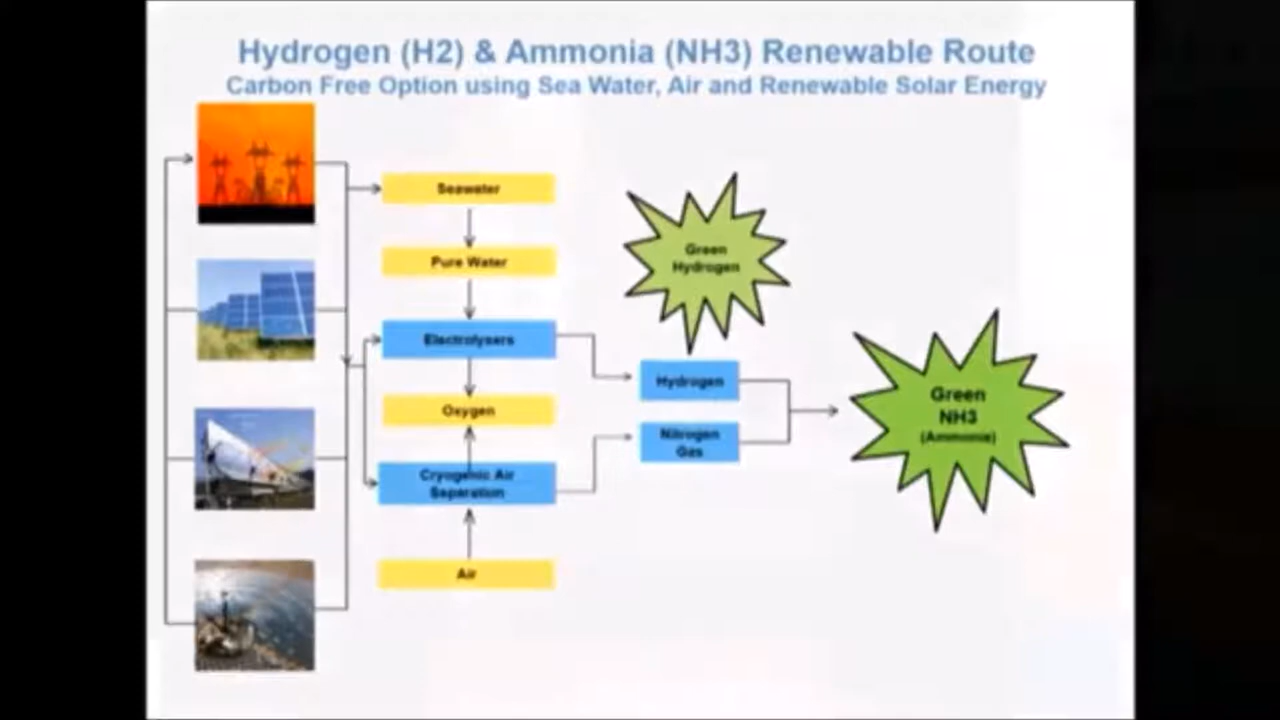 Hydrogen (H2) & Ammonia (NH3) Renewable Route
Carbon Free Option using Sea Water, Air and Renewable Solar Energy
Seawater
Pure Water
Electrolysers
Oxygen
Cryogenic Air
Separation
Air
Green
Hydrogen
Hydrogen
Nitrogen
Gas
Green
NH3
(Ammonia)